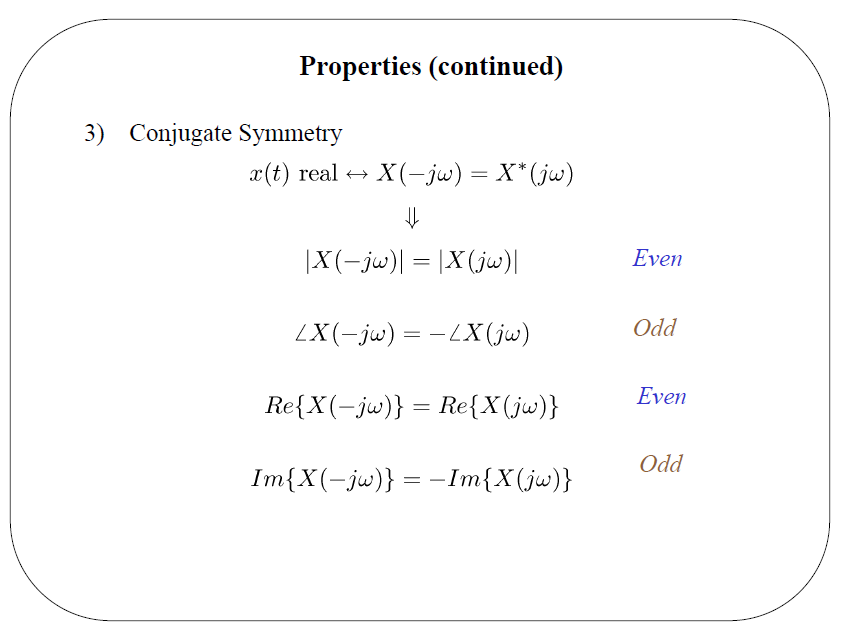 Properties (continued)
3) Conjugate Symmetry
x(t) real ↔ X(−jω) = X*(jω)
⇓
|X(−jω)| = |X(jω)| Even
∠X(−jω) = −∠X(jω) Odd
Re{X(−jω)} = Re{X(jω)} Even
Im{X(−jω)} = −Im{X(jω)} Odd